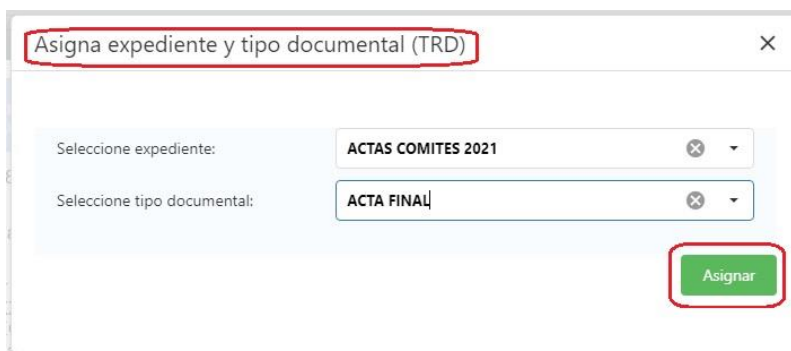 Asigna expediente y tipo documental (TRD)
Seleccione expediente: ACTAS COMITES 2021
Seleccione tipo documental: ACTA FINAL
Asignar